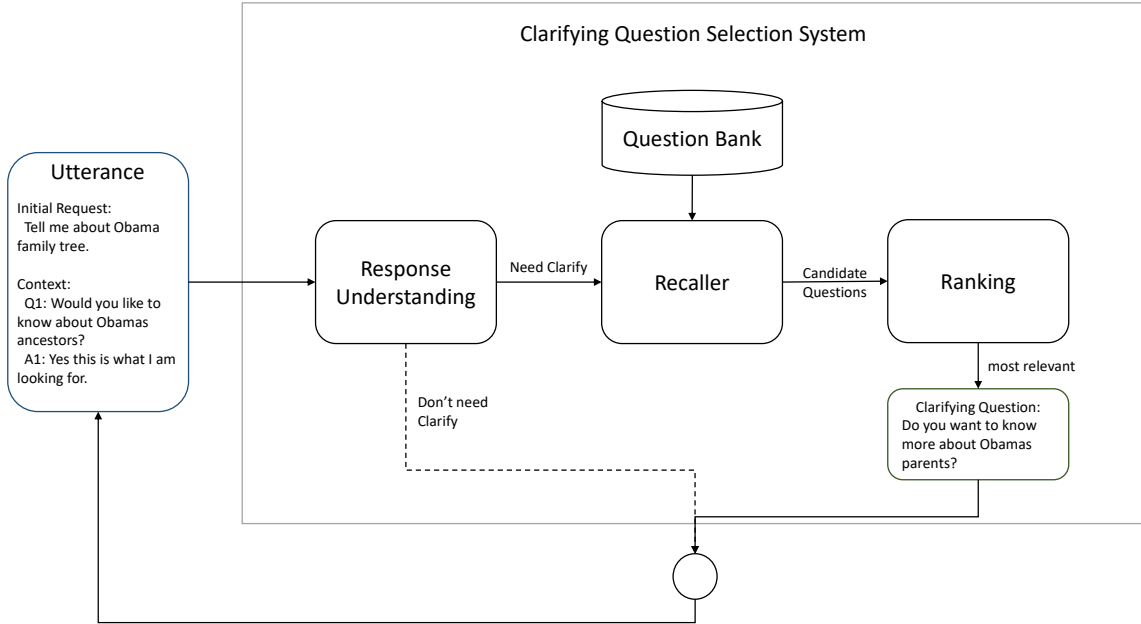 Clarifying Question Selection System
Question Bank
Utterance
Initial Request:
Tell me about Obama
family tree.
Context:
Q1: Would you like to
know about Obamas
ancestors?
A1: Yes this is what I am
looking for.
Response
Understanding
Need Clarify
Recaller
Candidate
Questions
Ranking
Don't need
Clarify
most relevant
Clarifying Question:
Do you want to know
more about Obamas
parents?